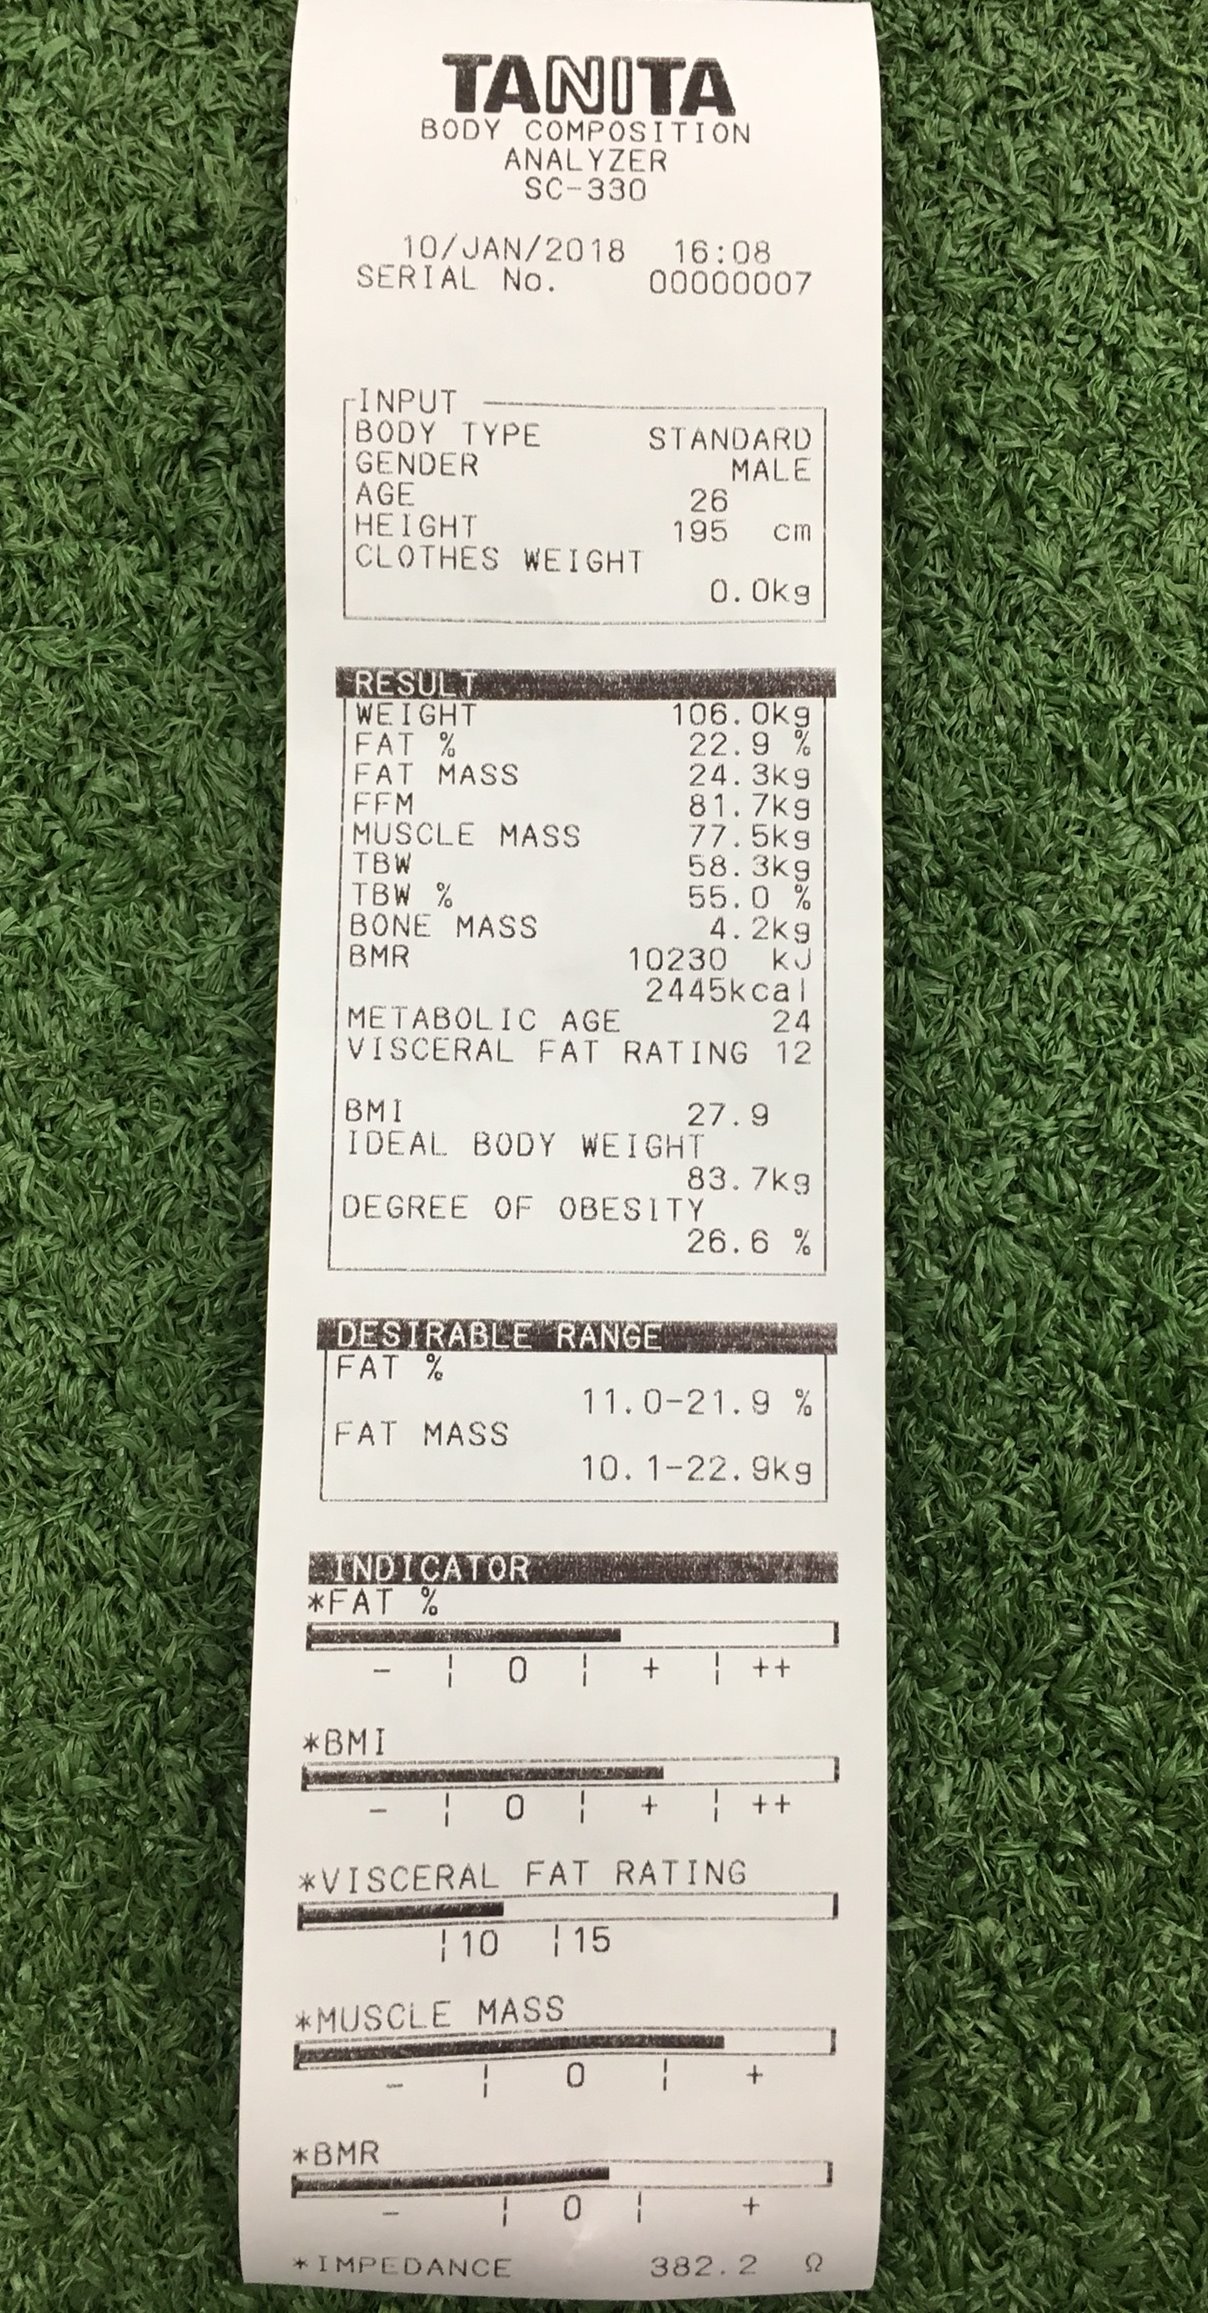 TANITA
BODY COMPOSITION
ANALYZER
SC-330
10/JAN/2018 16:08
SERIAL No. 00000007
INPUT
BODY TYPE STANDARD
GENDER MALE
AGE 26
HEIGHT 195 cm
CLOTHES WEIGHT
0.0kg
RESULT
WEIGHT 106.0kg
FAT % 22.9 %
FAT MASS 24.3kg
FFM 81.7kg
MUSCLE MASS 77.5kg
TBW 58.3kg
TBW % 55.0 %
BONE MASS 4.2kg
BMR 10230 kJ
2445kcal
METABOLIC AGE 24
VISCERAL FAT RATING 12
BMI 27.9
IDEAL BODY WEIGHT
83.7kg
DEGREE OF OBESITY
26.6 %
DESIRABLE RANGE
FAT %
11.0-21.9 %
FAT MASS
10.1-22.9kg
INDICATOR
*FAT %
- ¦ 0 ¦ + ¦ ++
*BMI
- ¦ 0 ¦ + ¦ ++
*VISCERAL FAT RATING
¦10 ¦15
*MUSCLE MASS
- ¦ 0 ¦ +
*BMR
- ¦ 0 ¦ +
*IMPEDANCE 382.2 Ω